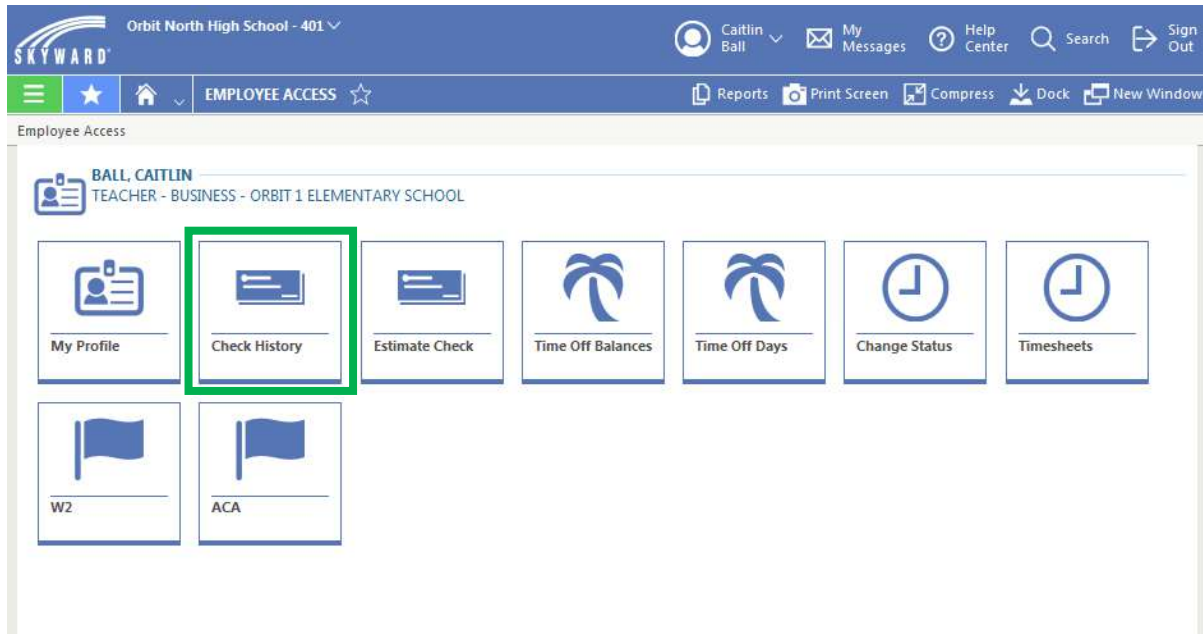 SKYWARD
Orbit North High School - 401
Caitlin Ball
My Messages
Help Center
Search
Sign Out
EMPLOYEE ACCESS
Reports
Print Screen
Compress
Dock
New Window
Employee Access
BALL, CAITLIN
TEACHER - BUSINESS - ORBIT 1 ELEMENTARY SCHOOL
My Profile
Check History
Estimate Check
Time Off Balances
Time Off Days
Change Status
Timesheets
W2
ACA